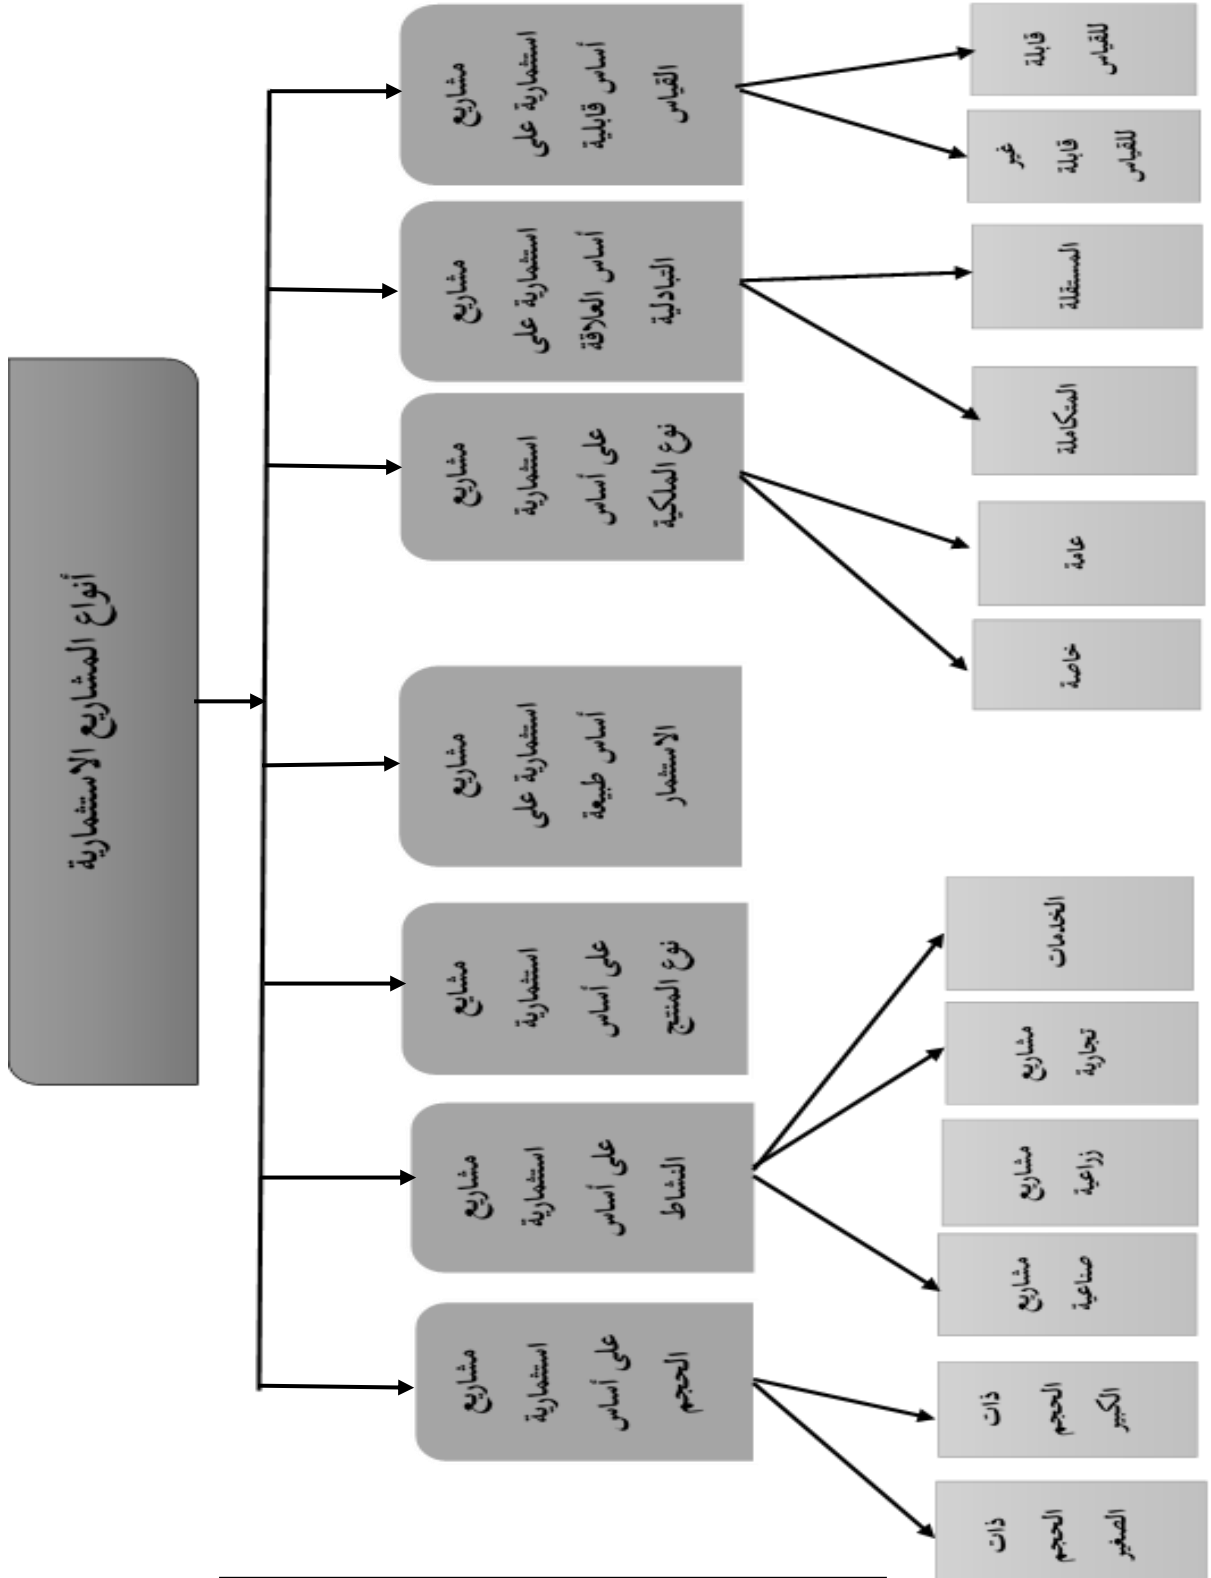 أنواع المشاريع الاستثمارية
مشاريع
استثمارية على
أساس قابلية
القياس
مشاريع
استثمارية على
أساس العلاقة
التبادلية
مشاريع
استثمارية
على أساس
نوع الملكية
مشاريع
استثمارية على
أساس طبيعة
الاستثمار
مشايع
استثمارية
على أساس
نوع المنتج
مشاريع
استثمارية
على أساس
النشاط
مشاريع
استثمارية
على أساس
الحجم
قابلة
للقياس
غير
قابلة
للقياس
المستقلة
المتكاملة
عامة
خاصة
الخدمات
مشاريع
تجارية
مشاريع
زراعية
مشاريع
صناعية
ذات
الحجم
الكبير
ذات
الحجم
الصغير